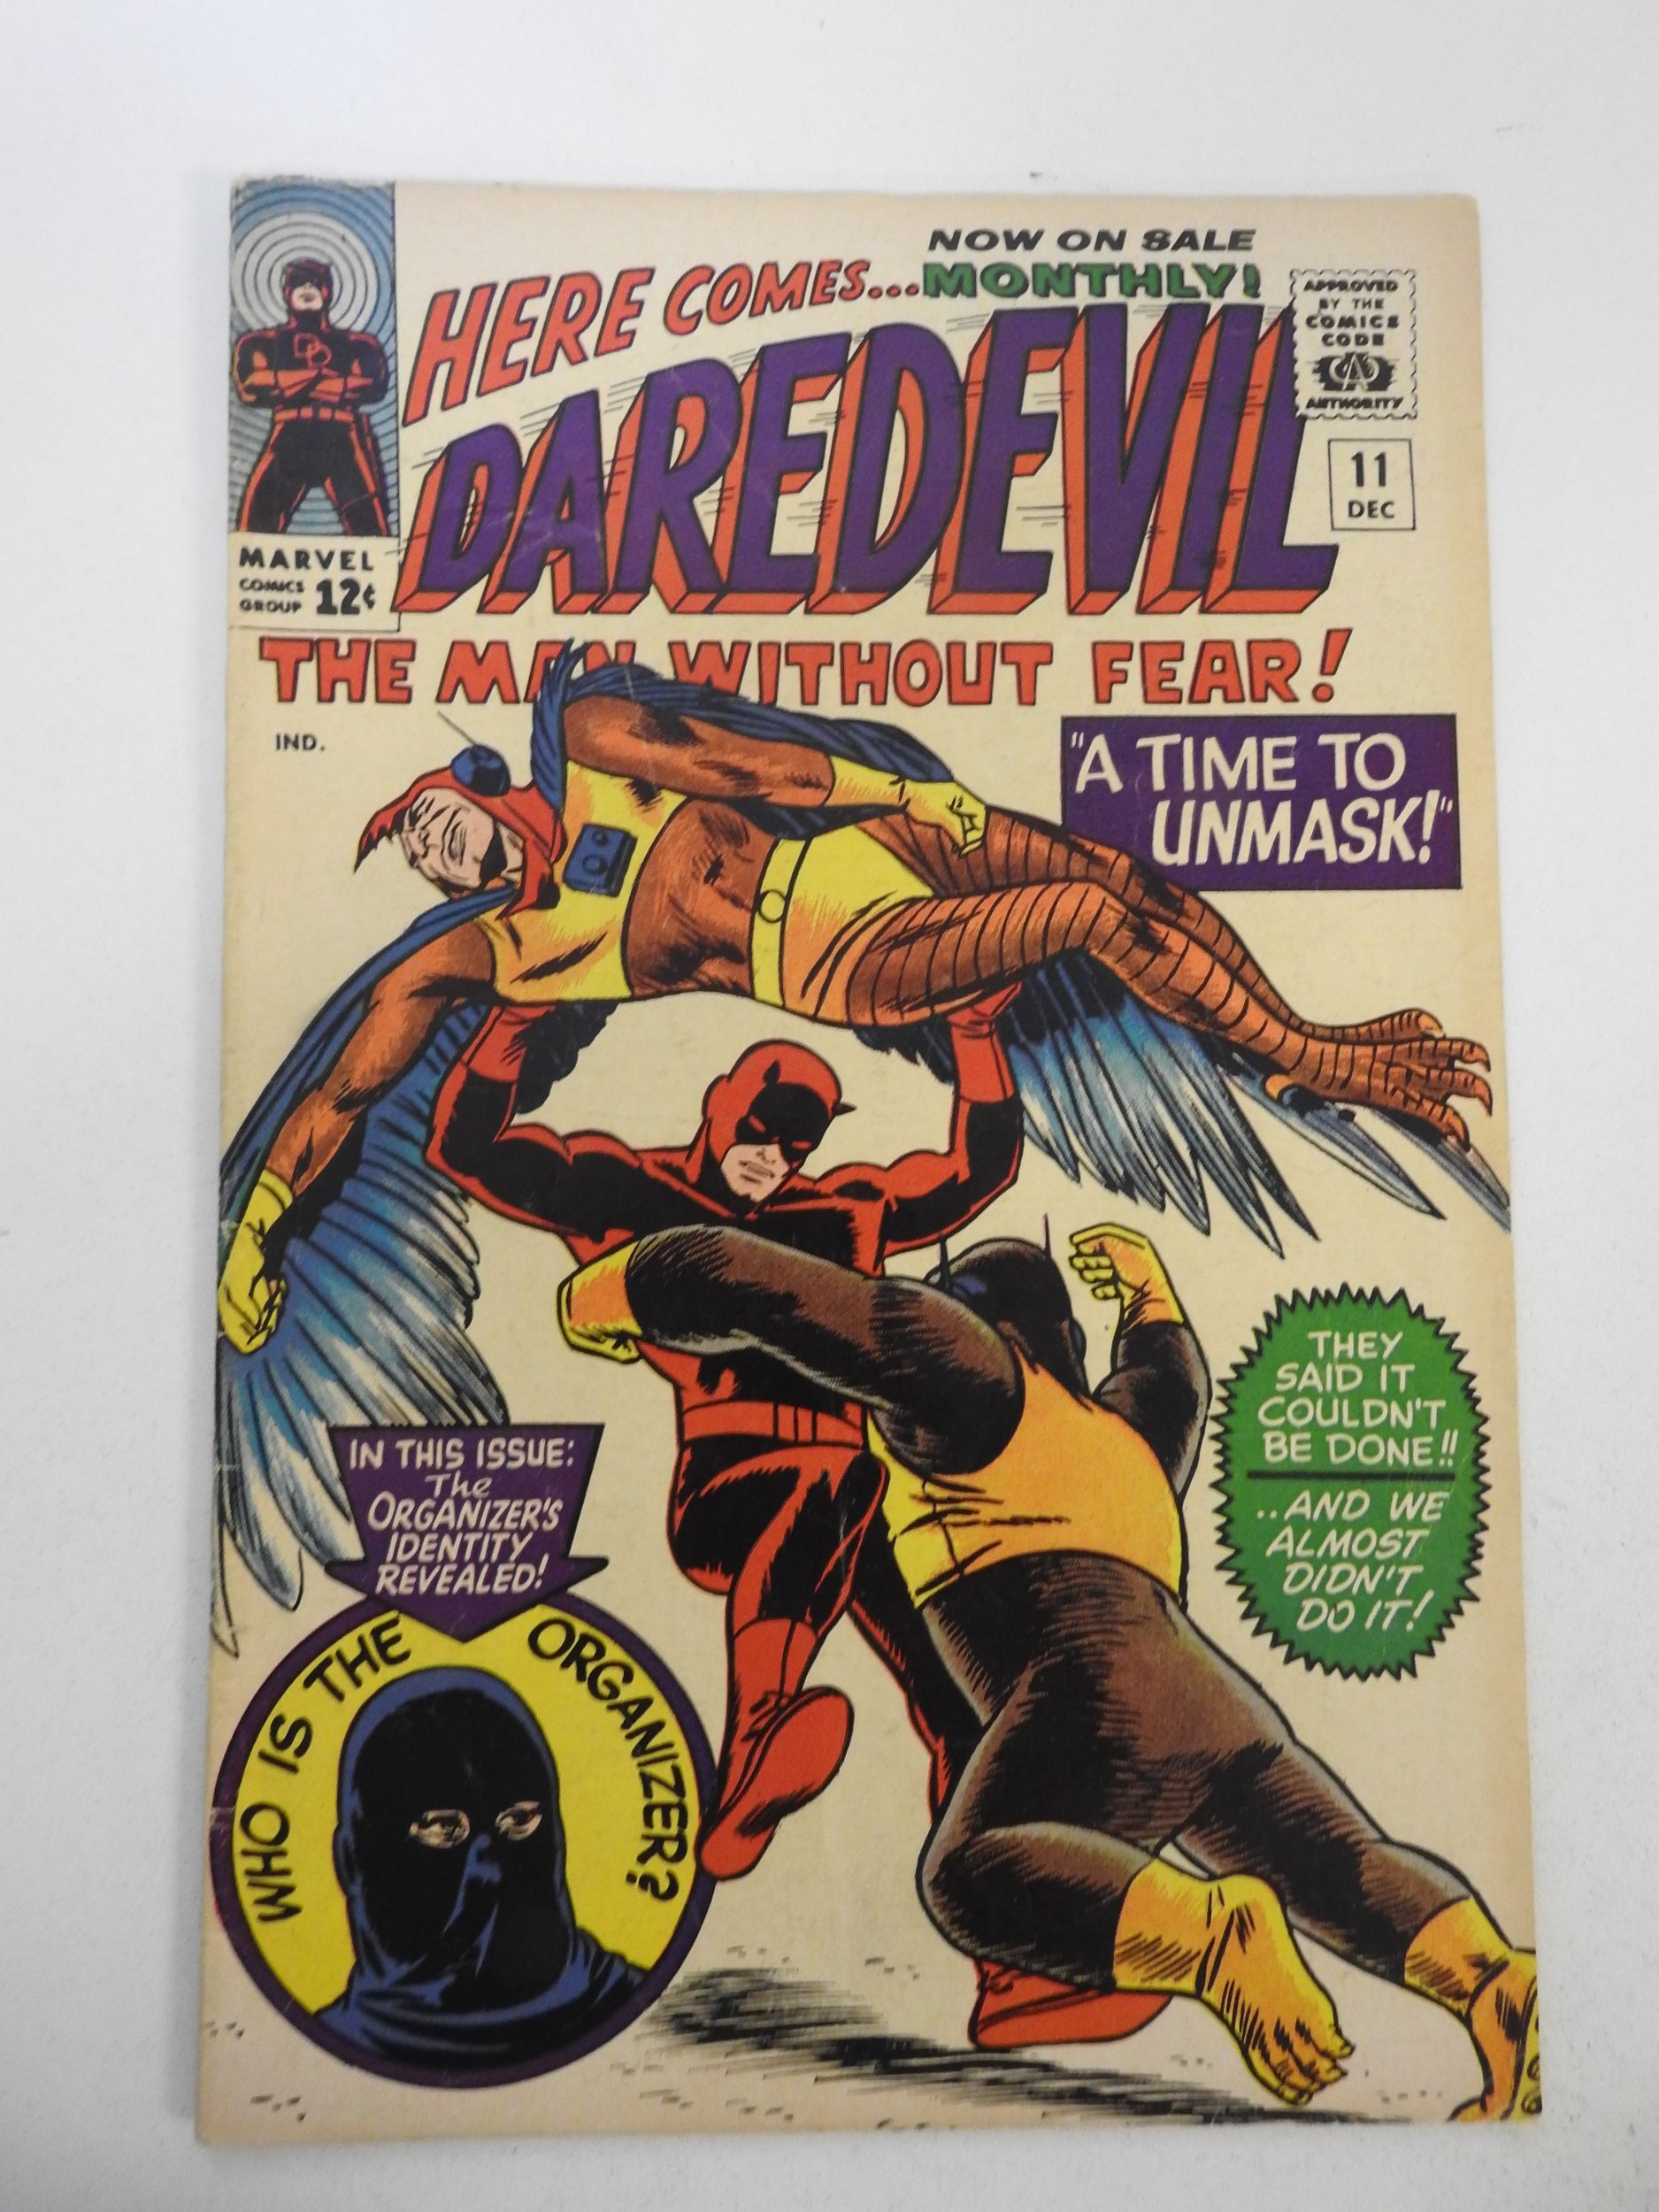 NOW ON SALE
HERE COMES...MONTHLY!
APPROVED
BY THE
COMICS
CODE
CA
AUTHORITY
DD
DAREDEVIL
11
DEC
MARVEL
COMICS
GROUP 12¢
THE MAN WITHOUT FEAR!
IND.
"A TIME TO
UNMASK!"
THEY
SAID IT
COULDN'T
BE DONE!!
..AND WE
ALMOST
DIDN'T
DO IT!
IN THIS ISSUE:
The
ORGANIZER'S
IDENTITY
REVEALED!
WHO IS THE ORGANIZER?